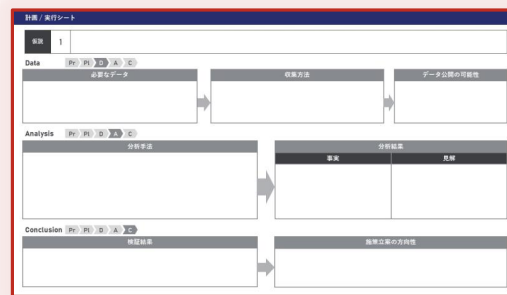 計画 / 実行シート
仮説 1
Data Pr Pl D A C
必要なデータ 収集方法 データ公開の可能性
Analysis Pr Pl D A C
分析手法 分析結果
事実 見解
Conclusion Pr Pl D A C
検証結果 施策立案の方向性